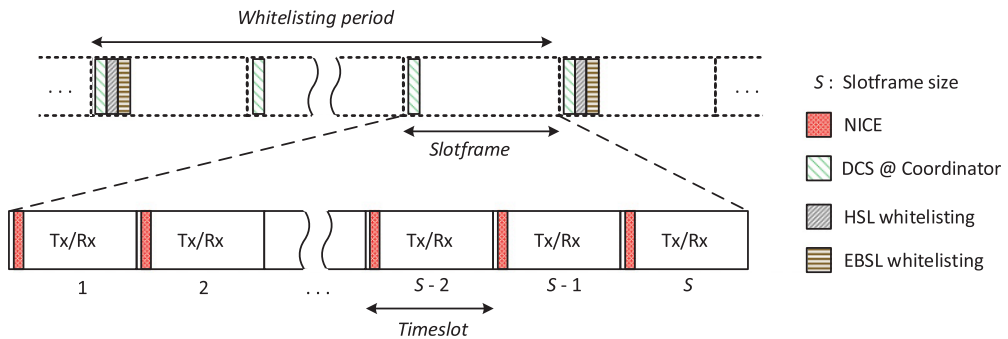 Whitelisting period
. . .
. . .
Slotframe
S : Slotframe size
NICE
DCS @ Coordinator
HSL whitelisting
EBSL whitelisting
Tx/Rx Tx/Rx Tx/Rx Tx/Rx Tx/Rx
1 2 . . . S - 2 S - 1 S
Timeslot